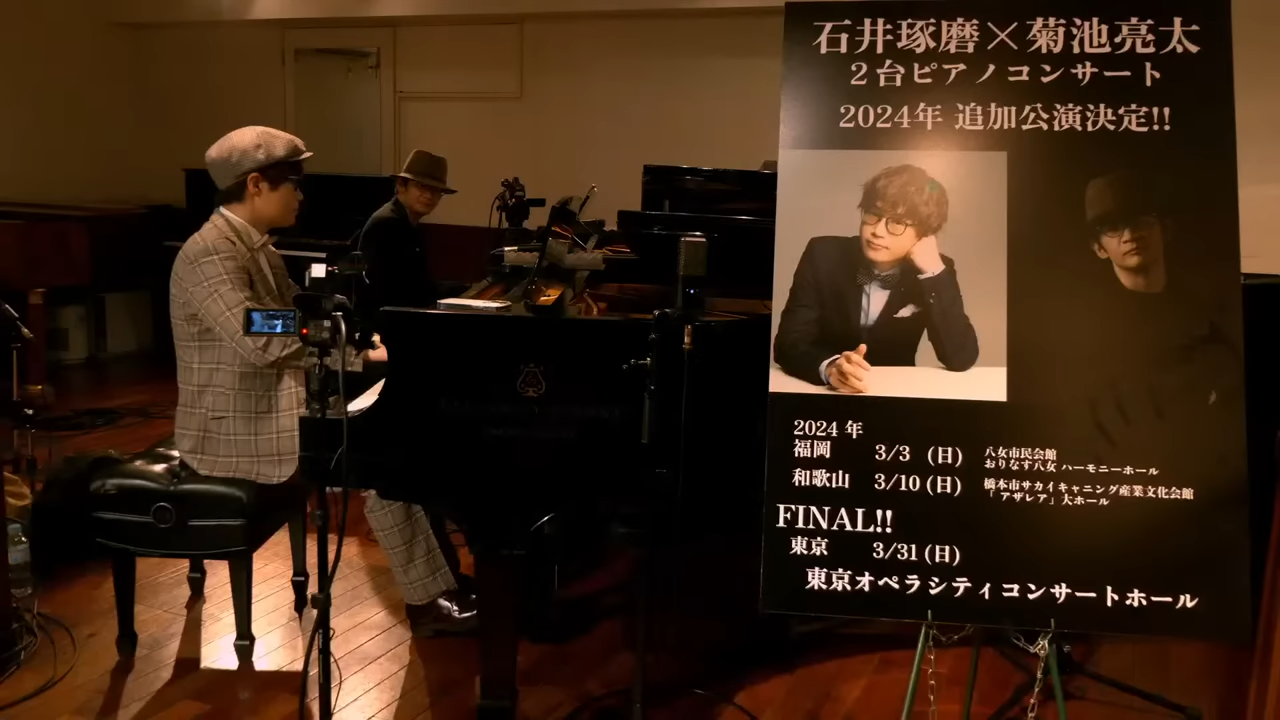 石井琢磨×菊池亮太
２台ピアノコンサート
2024年 追加公演決定!!
2024 年
福岡 3/3 (日) 八女市民会館
おりなす八女 ハーモニーホール
和歌山 3/10 (日) 橋本市サカイキャニング産業文化会館
「アザレア」大ホール
FINAL!!
東京 3/31 (日)
東京オペラシティコンサートホール